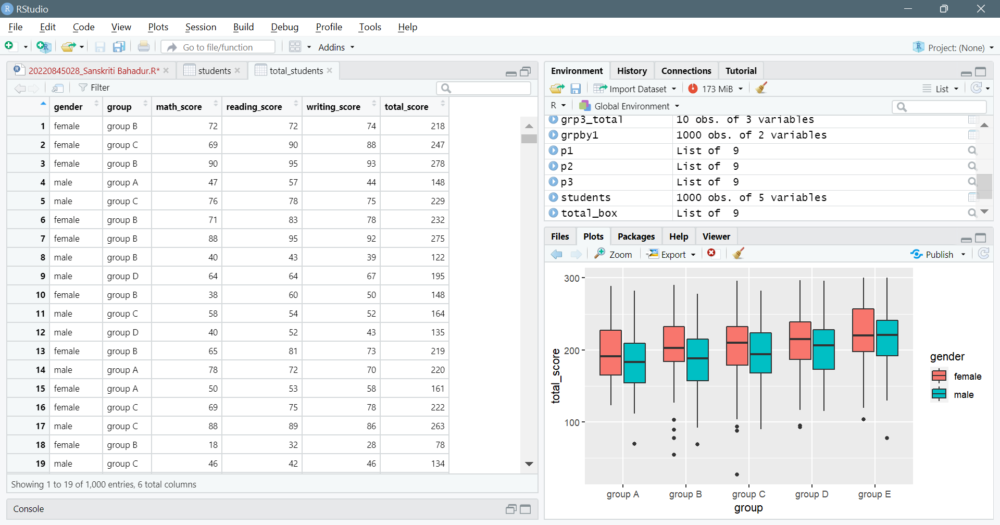 R RStudio
File Edit Code View Plots Session Build Debug Profile Tools Help
Go to file/function Addins
Project: (None)
20220845028_Sanskriti Bahadur.R* students total_students
Filter
gender group math_score reading_score writing_score total_score
1 female group B 72 72 74 218
2 female group C 69 90 88 247
3 female group B 90 95 93 278
4 male group A 47 57 44 148
5 male group C 76 78 75 229
6 female group B 71 83 78 232
7 female group B 88 95 92 275
8 male group B 40 43 39 122
9 male group D 64 64 67 195
10 female group B 38 60 50 148
11 male group C 58 54 52 164
12 male group D 40 52 43 135
13 female group B 65 81 73 219
14 male group A 78 72 70 220
15 female group A 50 53 58 161
16 female group C 69 75 78 222
17 male group C 88 89 86 263
18 female group B 18 32 28 78
19 male group C 46 42 46 134
Showing 1 to 19 of 1,000 entries, 6 total columns
Console
Environment History Connections Tutorial
Import Dataset 173 MiB List
R Global Environment
grp3_total 10 obs. of 3 variables
grpby1 1000 obs. of 2 variables
p1 List of 9
p2 List of 9
p3 List of 9
students 1000 obs. of 5 variables
total_box List of 9
Files Plots Packages Help Viewer
Zoom Export Publish
300
200
100
total_score
group A group B group C group D group E
group
gender
female
male